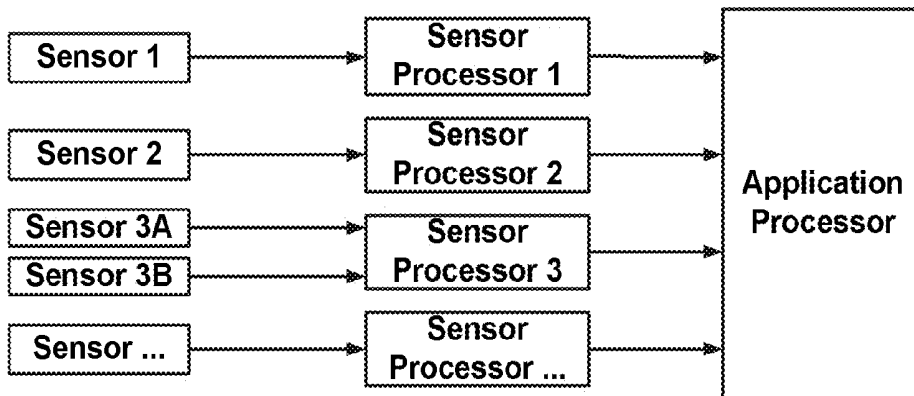 Sensor 1
Sensor
Processor 1
Sensor 2
Sensor
Processor 2
Sensor 3A
Sensor 3B
Sensor
Processor 3
Sensor ...
Sensor
Processor ...
Application
Processor